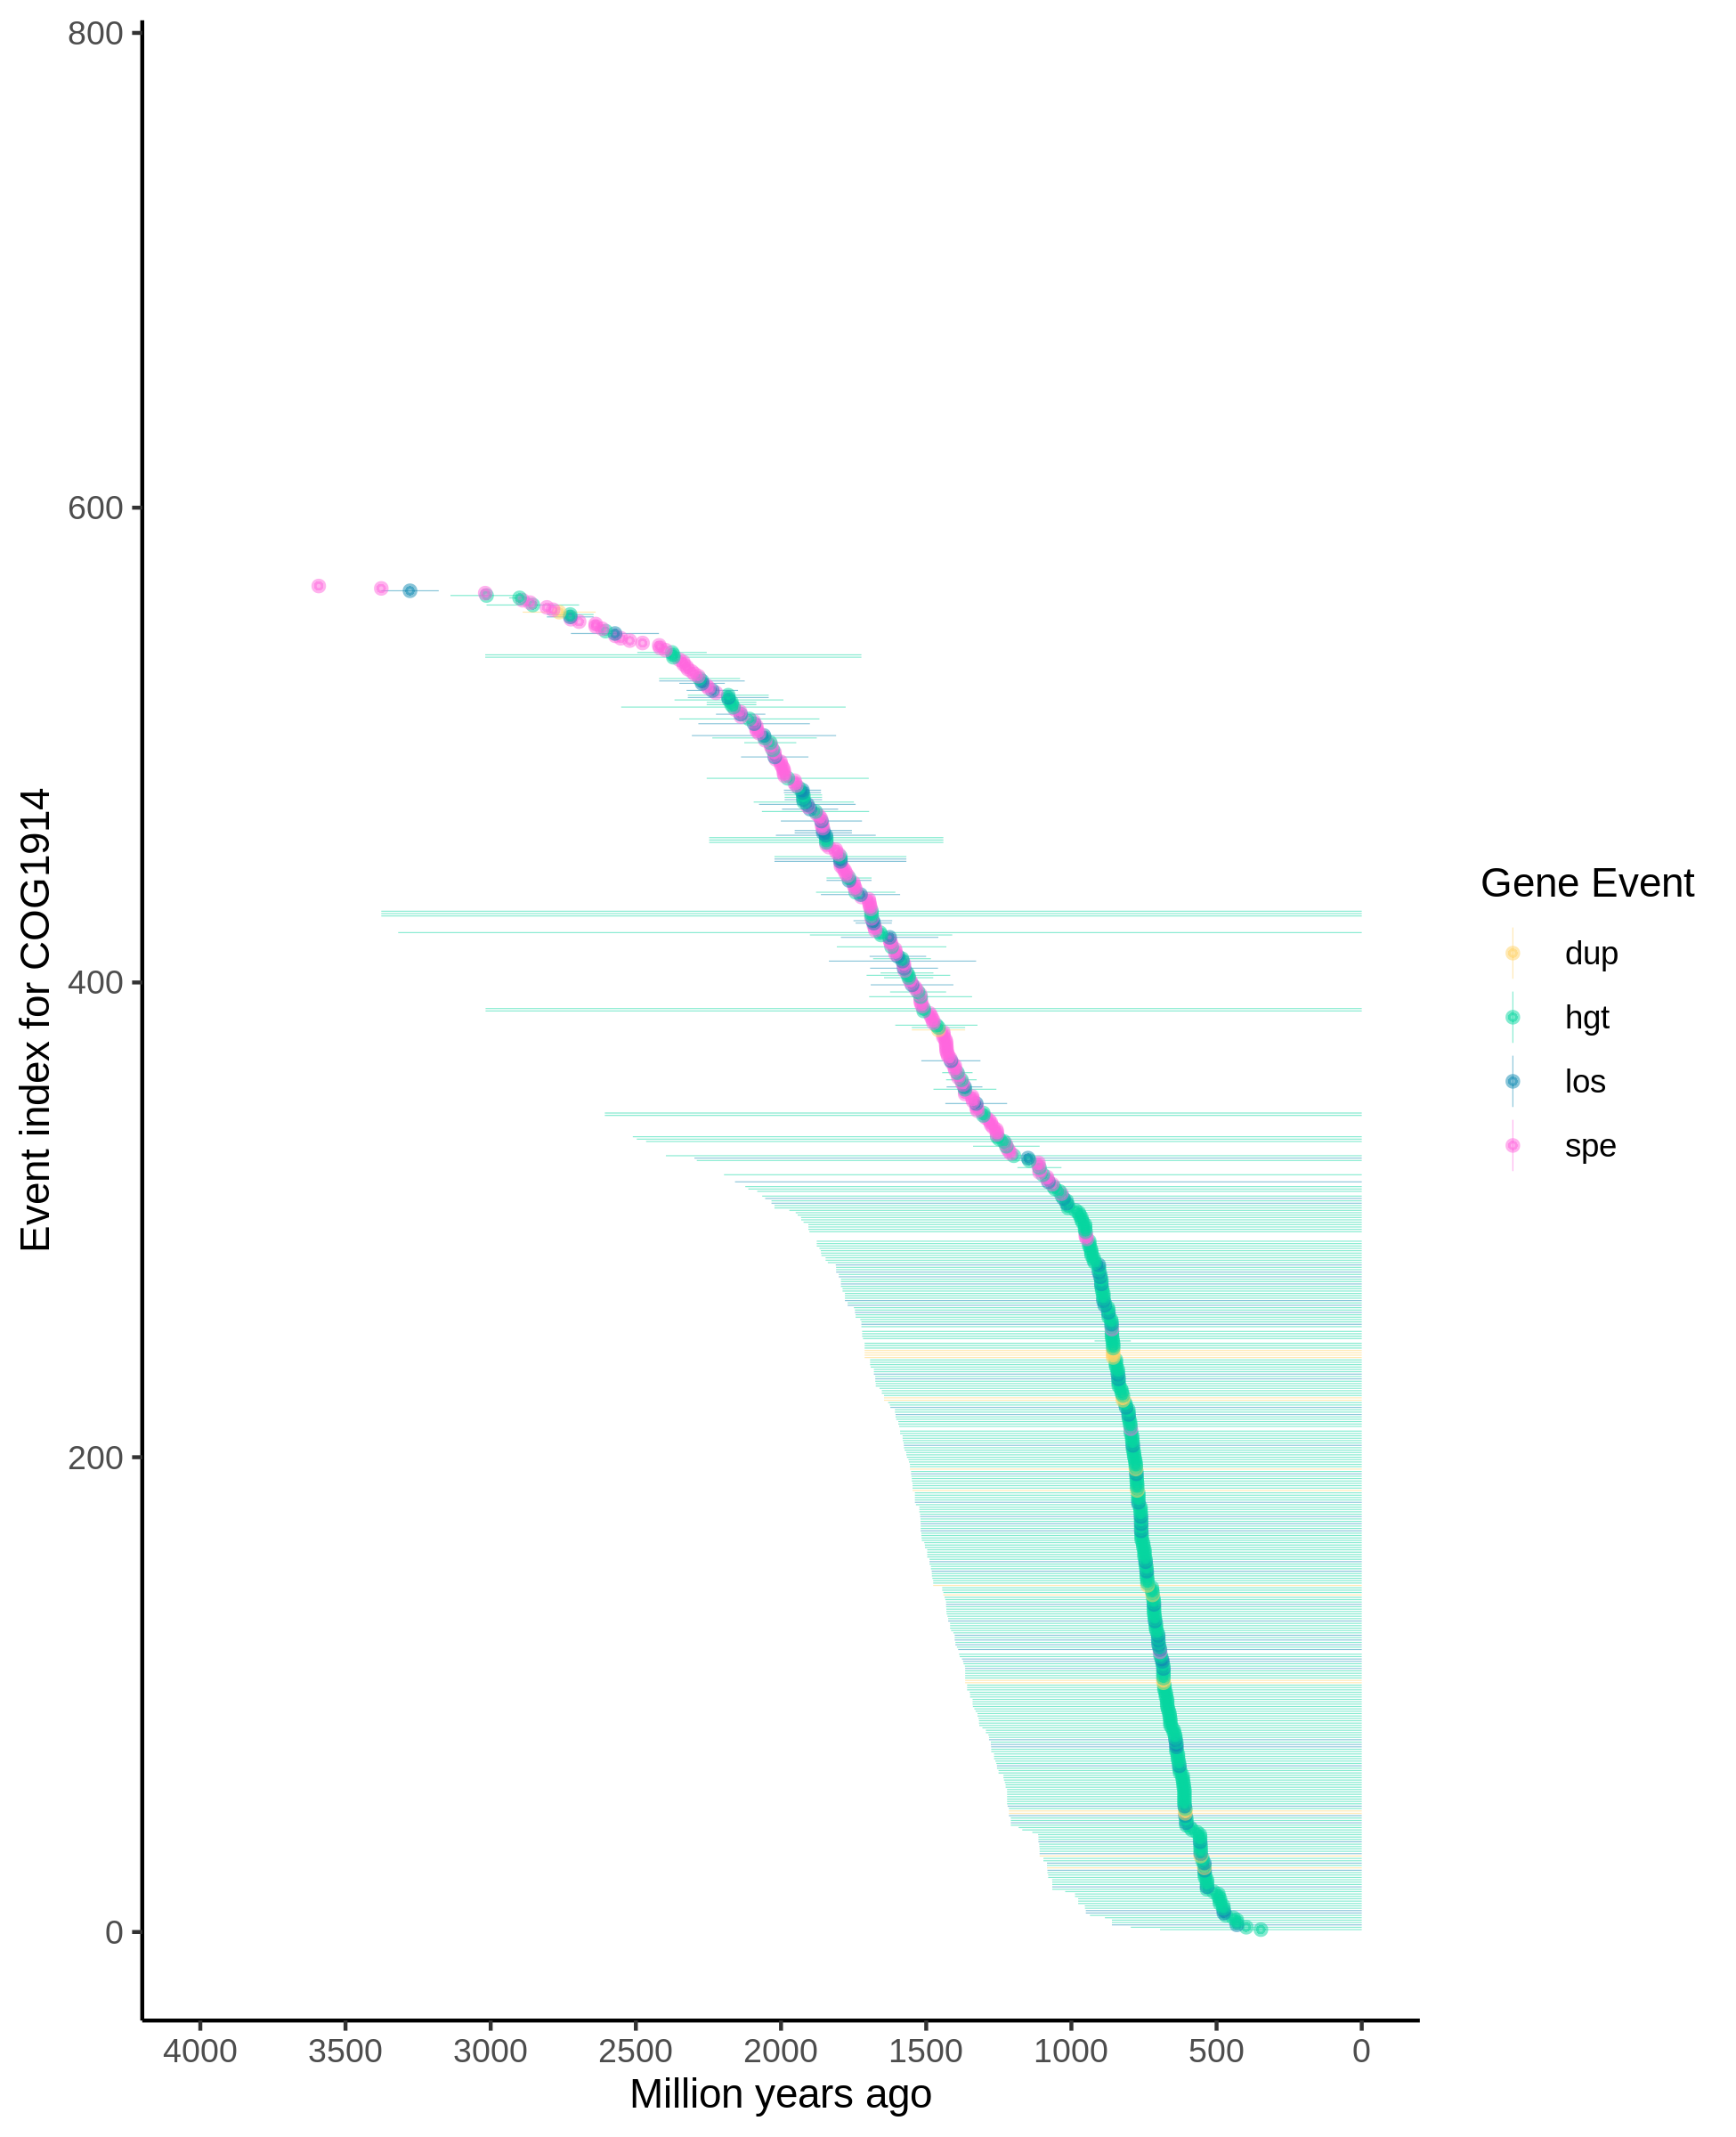 800
600
400
200
0
Event index for COG1914
4000 3500 3000 2500 2000 1500 1000 500 0
Million years ago
Gene Event
dup
hgt
los
spe